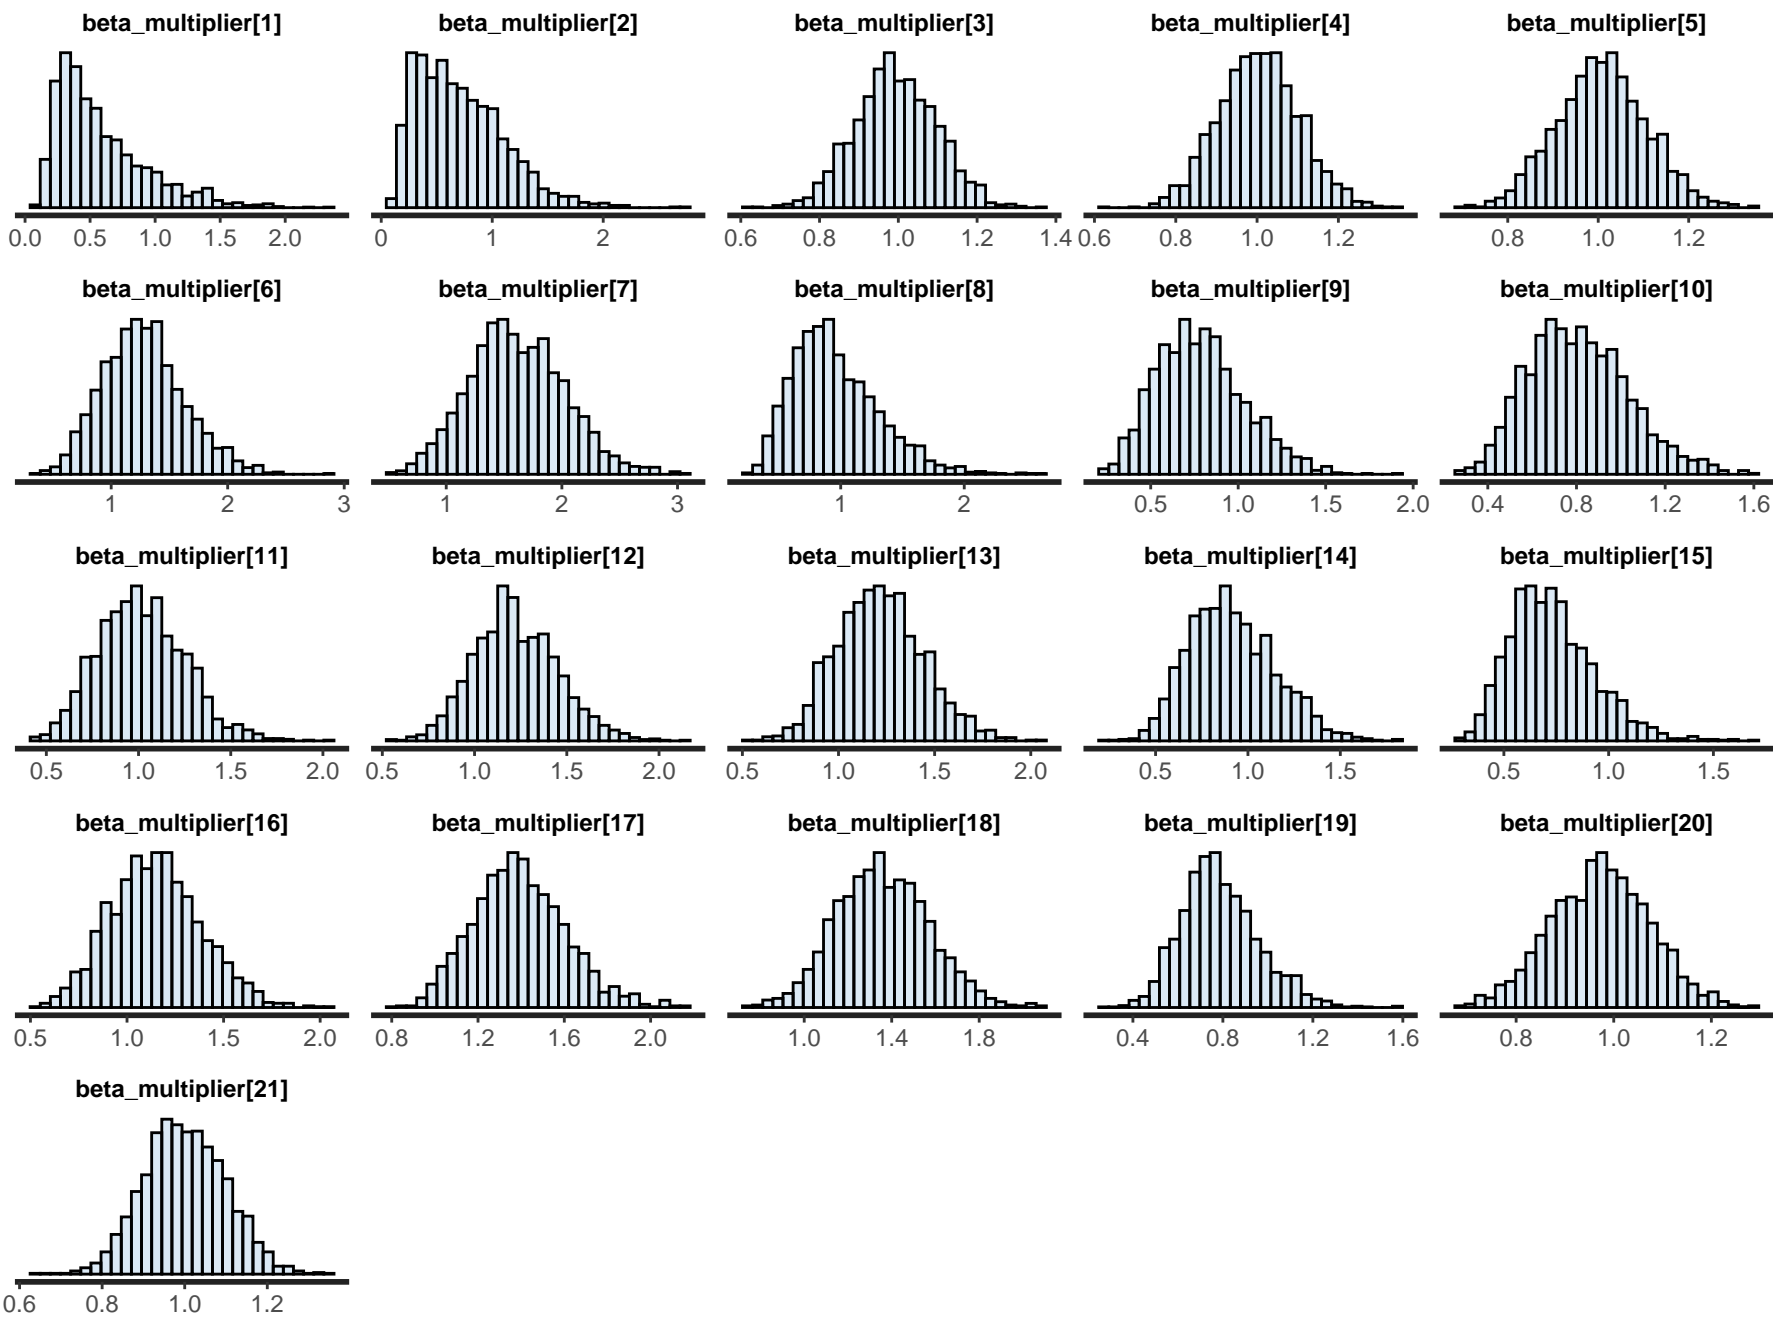 beta_multiplier[1] beta_multiplier[2] beta_multiplier[3] beta_multiplier[4] beta_multiplier[5]
0.0 0.5 1.0 1.5 2.0 0 1 2 0.6 0.8 1.0 1.2 1.4 0.6 0.8 1.0 1.2 0.8 1.0 1.2
beta_multiplier[6] beta_multiplier[7] beta_multiplier[8] beta_multiplier[9] beta_multiplier[10]
1 2 3 1 2 3 1 2 0.5 1.0 1.5 2.0 0.4 0.8 1.2 1.6
beta_multiplier[11] beta_multiplier[12] beta_multiplier[13] beta_multiplier[14] beta_multiplier[15]
0.5 1.0 1.5 2.0 0.5 1.0 1.5 2.0 0.5 1.0 1.5 2.0 0.5 1.0 1.5 0.5 1.0 1.5
beta_multiplier[16] beta_multiplier[17] beta_multiplier[18] beta_multiplier[19] beta_multiplier[20]
0.5 1.0 1.5 2.0 0.8 1.2 1.6 2.0 1.0 1.4 1.8 0.4 0.8 1.2 1.6 0.8 1.0 1.2
beta_multiplier[21]
0.6 0.8 1.0 1.2